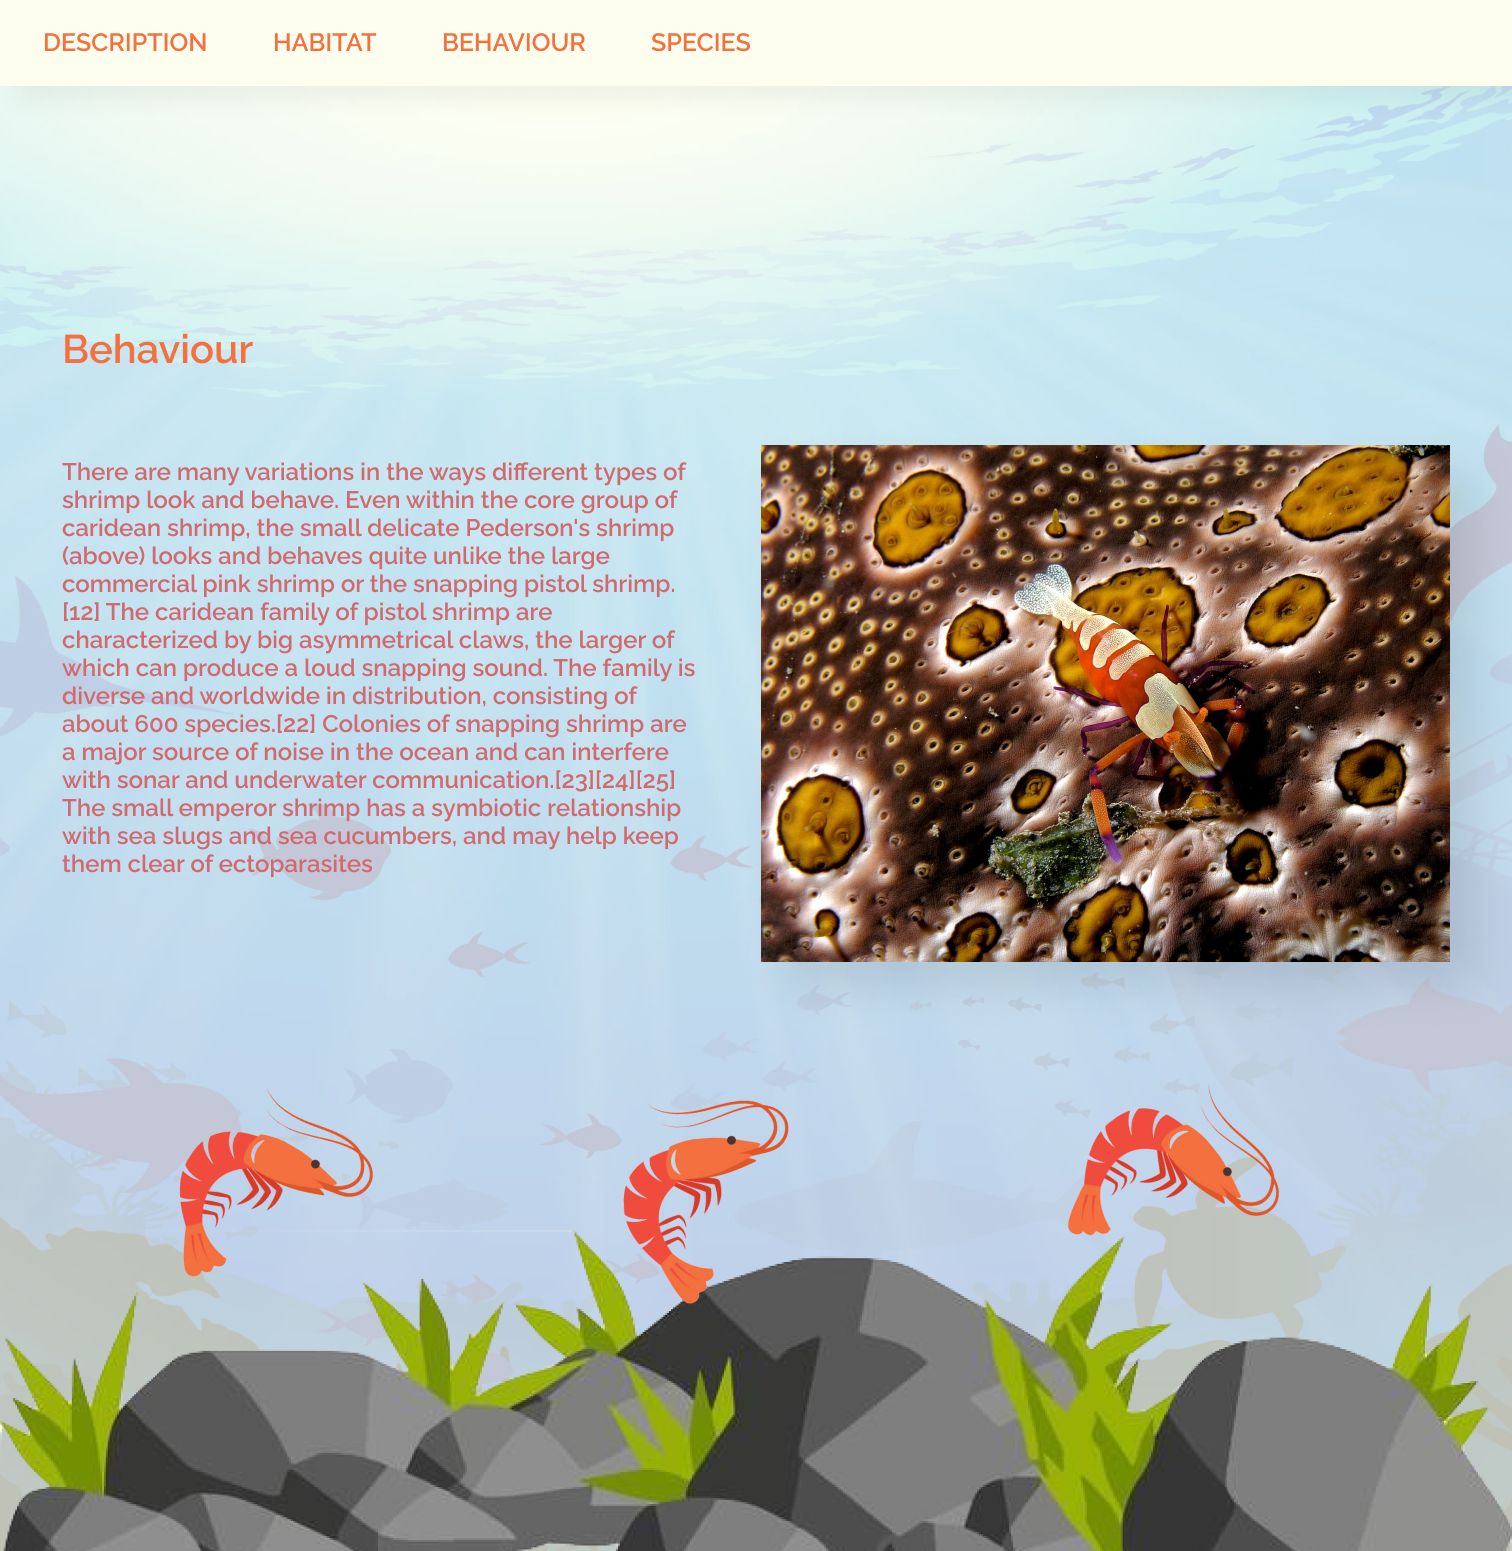 DESCRIPTION HABITAT BEHAVIOUR SPECIES
Behaviour
There are many variations in the ways different types of
shrimp look and behave. Even within the core group of
caridean shrimp, the small delicate Pederson's shrimp
(above) looks and behaves quite unlike the large
commercial pink shrimp or the snapping pistol shrimp.
[12] The caridean family of pistol shrimp are
characterized by big asymmetrical claws, the larger of
which can produce a loud snapping sound. The family is
diverse and worldwide in distribution, consisting of
about 600 species.[22] Colonies of snapping shrimp are
a major source of noise in the ocean and can interfere
with sonar and underwater communication.[23][24][25]
The small emperor shrimp has a symbiotic relationship
with sea slugs and sea cucumbers, and may help keep
them clear of ectoparasites